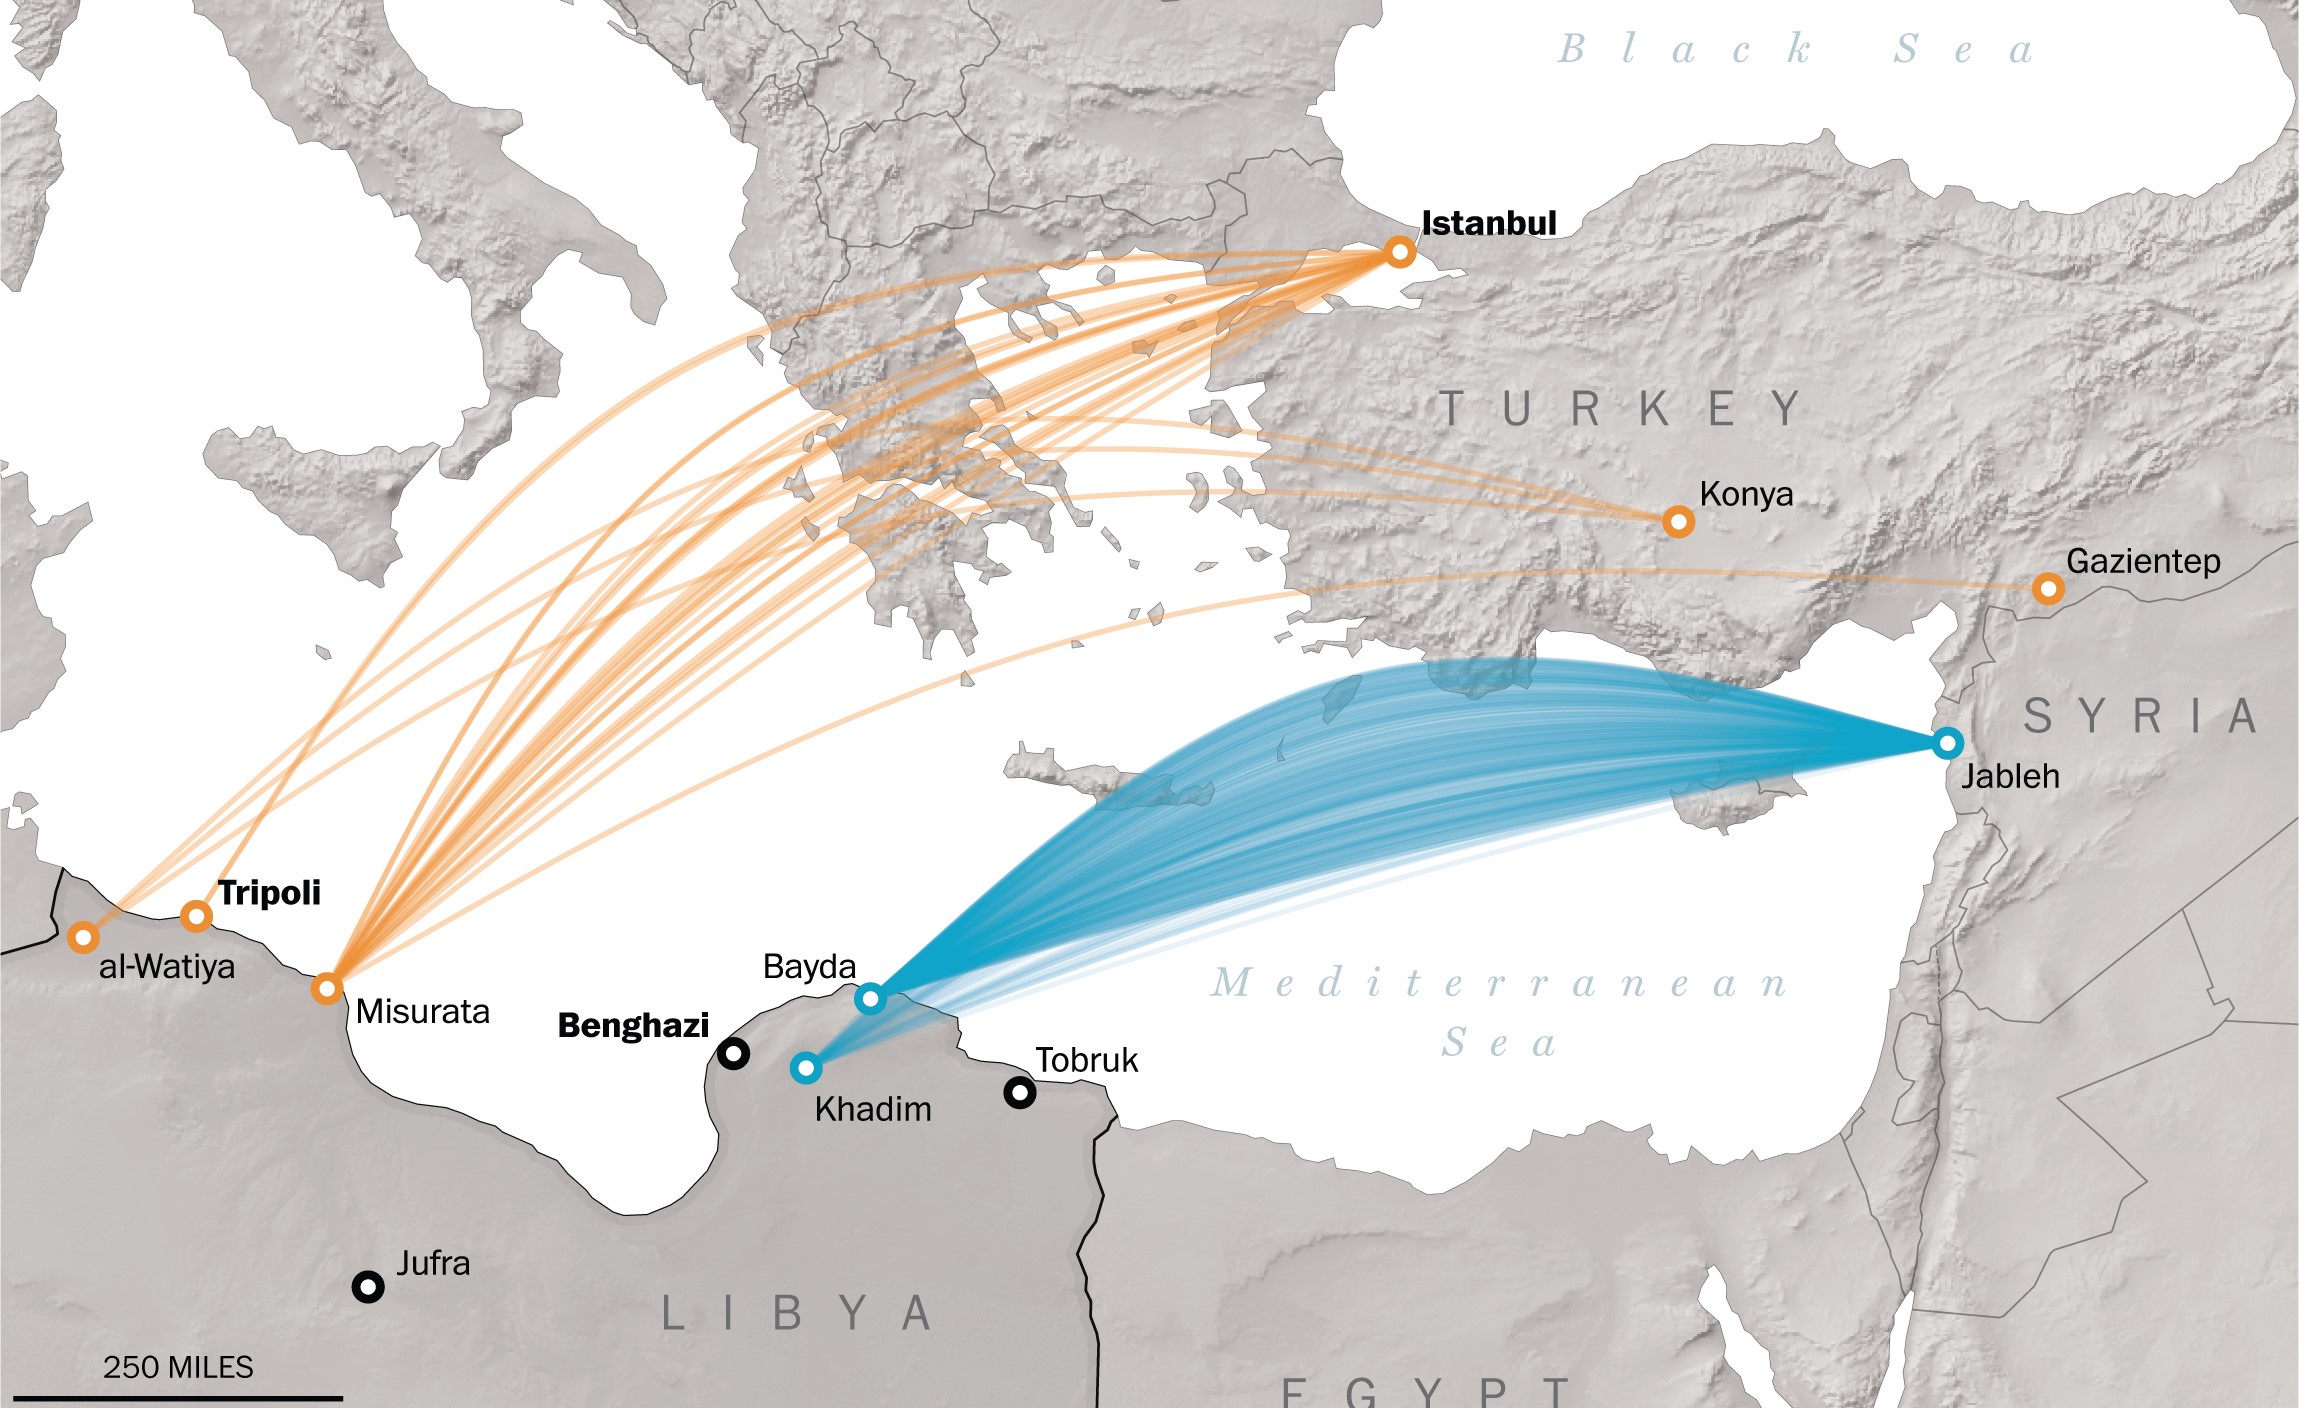 Black Sea
Istanbul
TURKEY
Konya
Gazientep
SYRIA
Jableh
Tripoli
al-Watiya
Misurata
Bayda
Mediterranean
Sea
Benghazi
Tobruk
Khadim
Jufra
LIBYA
250 MILES
EGYPT